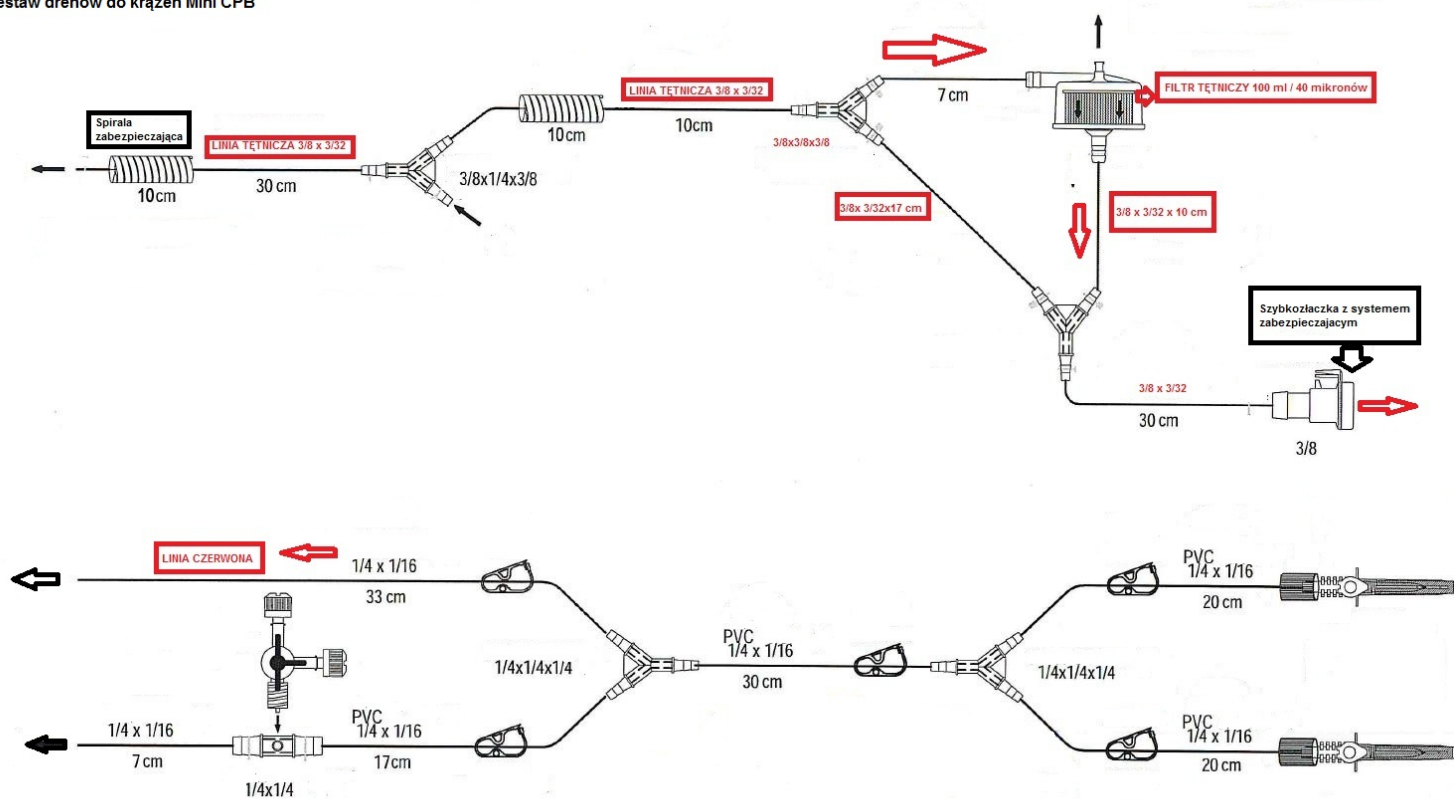 estaw drenów do krążeń Mini CPB
Spirala
zabezpieczająca
LINIA TĘTNICZA 3/8 x 3/32
10cm
30 cm
3/8x1/4x3/8
10cm
LINIA TĘTNICZA 3/8 x 3/32
10cm
3/8x3/8x3/8
7 cm
FILTR TĘTNICZY 100 ml / 40 mikronów
3/8x 3/32x17 cm
3/8 x 3/32 x 10 cm
Szybkozłaczka z systemem
zabezpieczajacym
3/8 x 3/32
30 cm
3/8
LINIA CZERWONA
1/4 x 1/16
33 cm
1/4x1/4x1/4
PVC
1/4 x 1/16
30 cm
1/4x1/4x1/4
PVC
1/4 x 1/16
20 cm
1/4 x 1/16
7 cm
1/4x1/4
PVC
1/4 x 1/16
17cm
PVC
1/4 x 1/16
20 cm